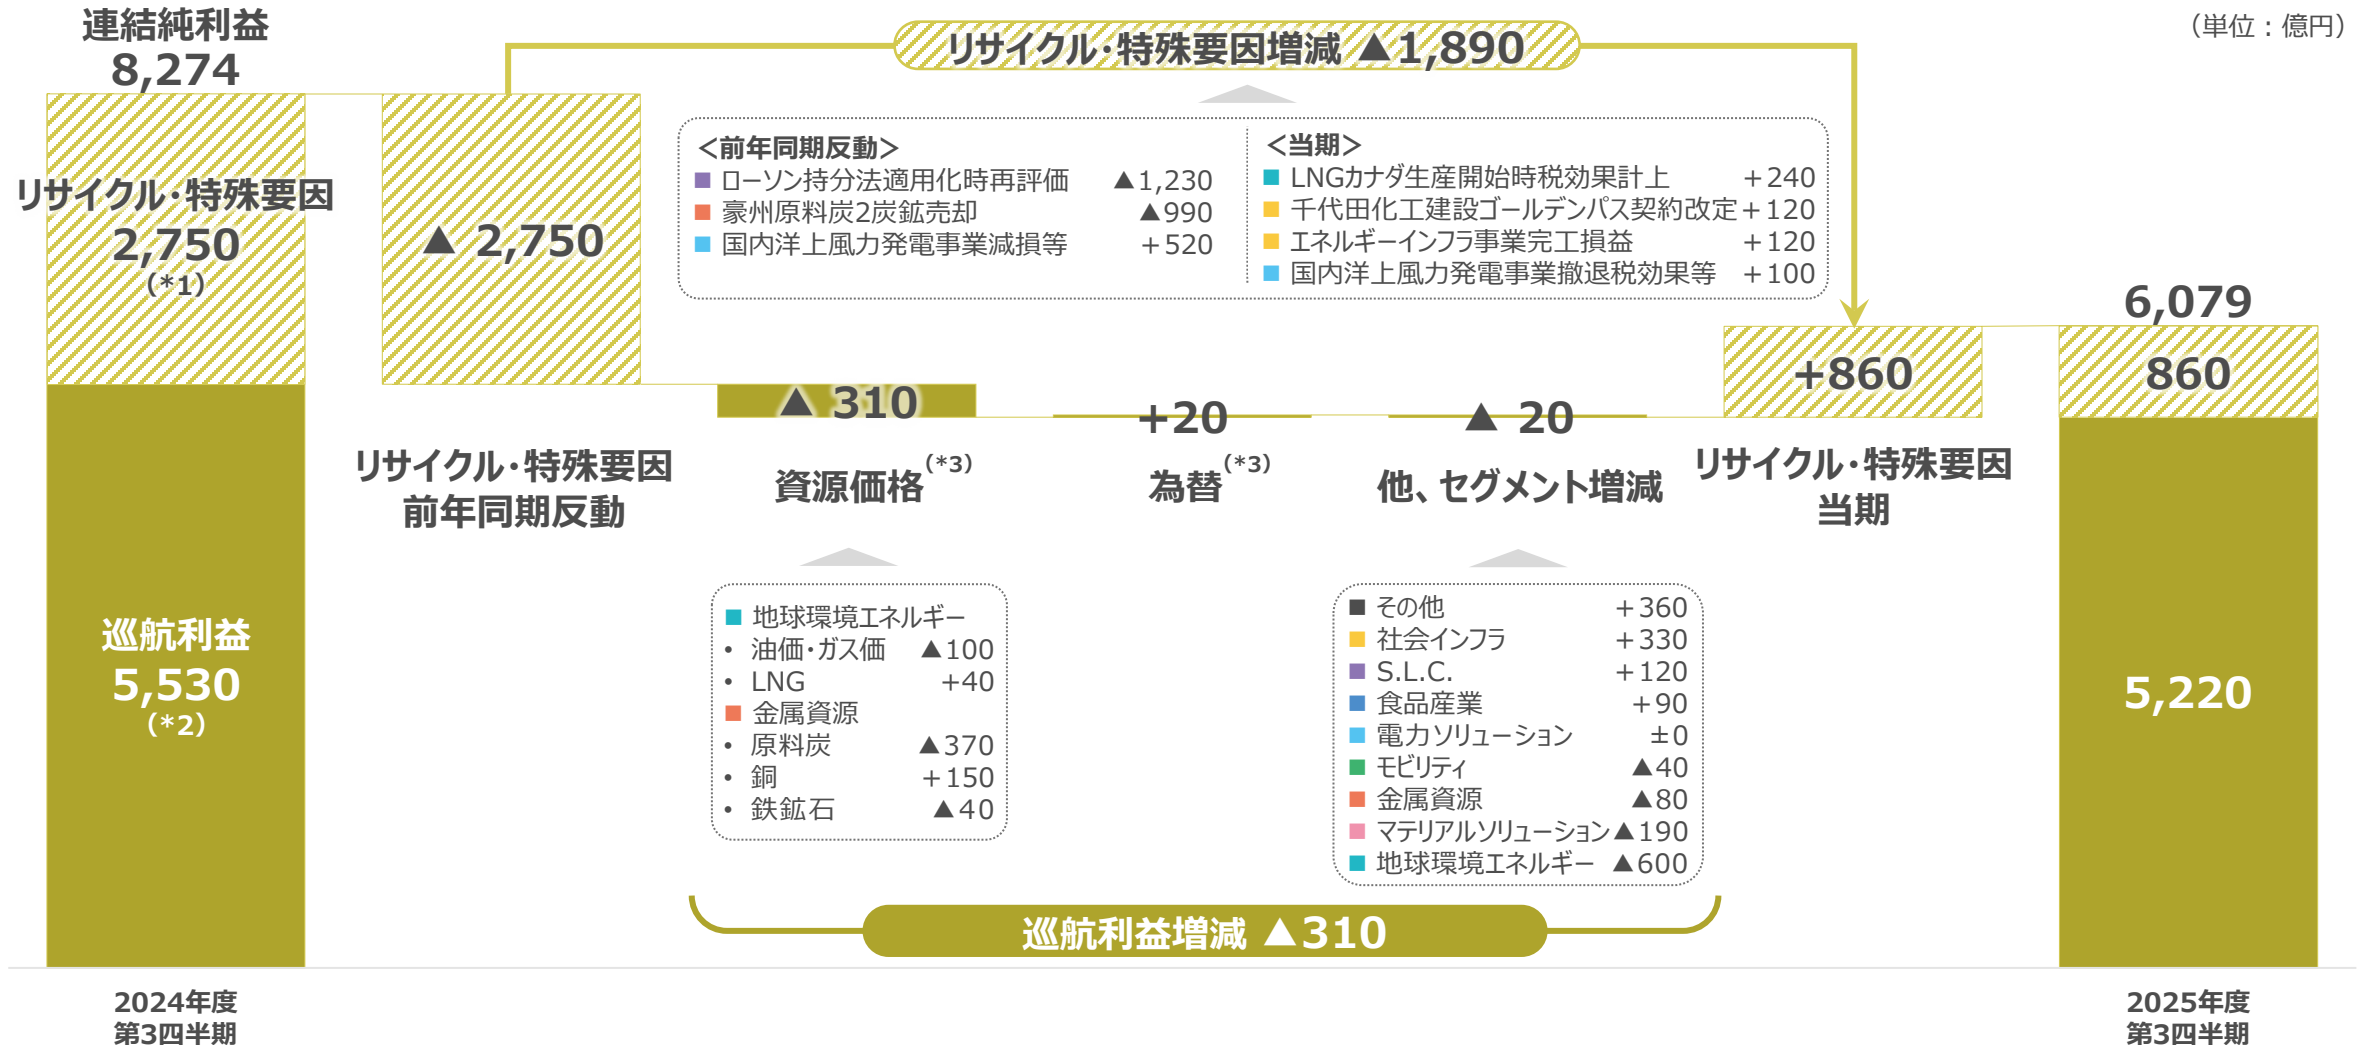 (単位：億円)
連結純利益
8,274
リサイクル・特殊要因
2,750
(*1)
巡航利益
5,530
(*2)
2024年度
第3四半期
リサイクル・特殊要因増減 ▲1,890
▲ 2,750
リサイクル・特殊要因
前年同期反動
＜前年同期反動＞
■ ローソン持分法適用化時再評価 ▲1,230
■ 豪州原料炭2炭鉱売却 ▲990
■ 国内洋上風力発電事業減損等 +520
＜当期＞
■ LNGカナダ生産開始時税効果計上 +240
■ 千代田化工建設ゴールデンパス契約改定+120
■ エネルギーインフラ事業完工損益 +120
■ 国内洋上風力発電事業撤退税効果等 +100
▲ 310
資源価格(*3)
■ 地球環境エネルギー
• 油価・ガス価 ▲100
• LNG +40
■ 金属資源
• 原料炭 ▲370
• 銅 +150
• 鉄鉱石 ▲40
+20
為替(*3)
▲ 20
他、セグメント増減
■ その他 +360
■ 社会インフラ +330
■ S.L.C. +120
■ 食品産業 +90
■ 電力ソリューション ±0
■ モビリティ ▲40
■ 金属資源 ▲80
■ マテリアルソリューション▲190
■ 地球環境エネルギー ▲600
巡航利益増減 ▲310
+860
リサイクル・特殊要因
当期
6,079
860
5,220
2025年度
第3四半期